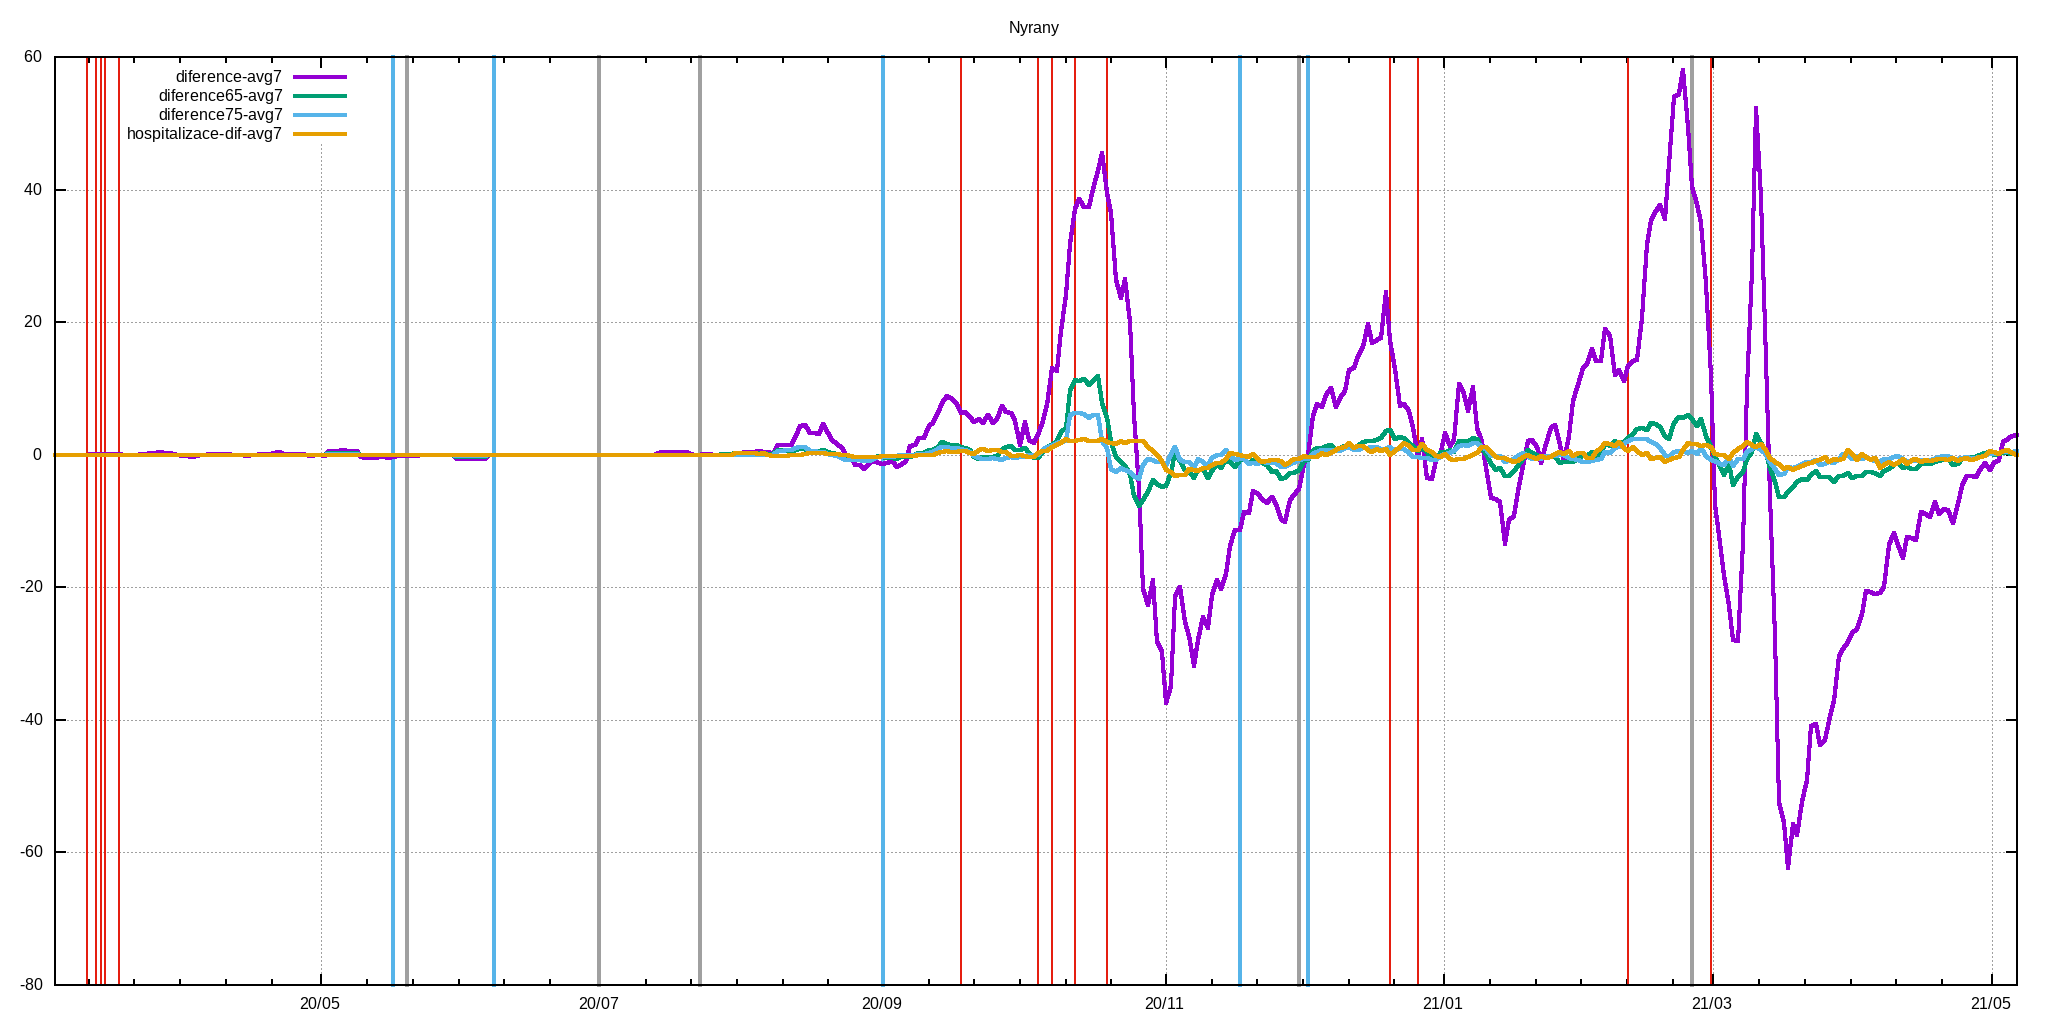 Nyrany
60
40
20
0
-20
-40
-60
-80
diference-avg7
diference65-avg7
diference75-avg7
hospitalizace-dif-avg7
20/05 20/07 20/09 20/11 21/01 21/03 21/05